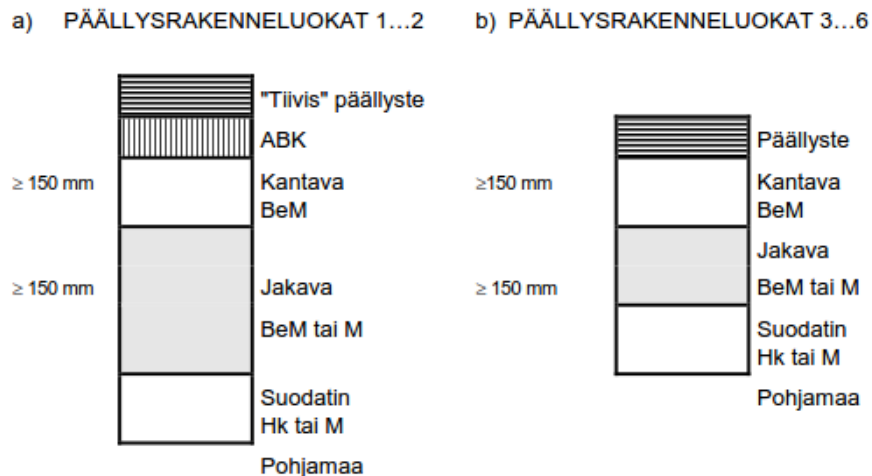 a) PÄÄLLYSRAKENNELUOKAT 1…2
"Tiivis" päällyste
ABK
≥ 150 mm
Kantava
BeM
≥ 150 mm
Jakava
BeM tai M
Suodatin
Hk tai M
Pohjamaa
b) PÄÄLLYSRAKENNELUOKAT 3…6
Päällyste
≥150 mm
Kantava
BeM
Jakava
≥ 150 mm
BeM tai M
Suodatin
Hk tai M
Pohjamaa